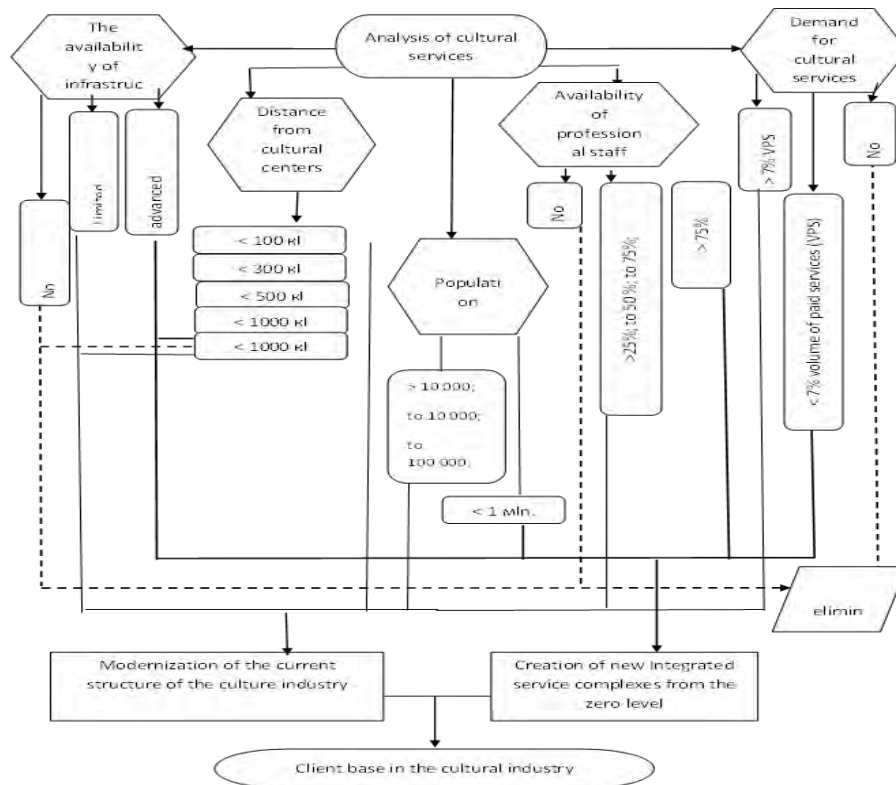 The
availabilit
y of
infrastruc
Analysis of cultural
services
Demand
for
cultural
services
Distance
from
cultural
centers
Availability
of
profession
al staff
No
Limited
advanced
< 100 кl
< 300 кl
< 500 кl
< 1000 кl
< 1000 кl
Populati
on
> 10 000;
to 10 000;
to
100 000;
< 1 млн.
No
>25%; to 50%; to 75%;
> 75%
> 7% VPS
< 7% volume of paid services (VPS)
No
elimin
Modernization of the current
structure of the culture industry
Creation of new Integrated
service complexes from the
zero level
Client base in the cultural industry